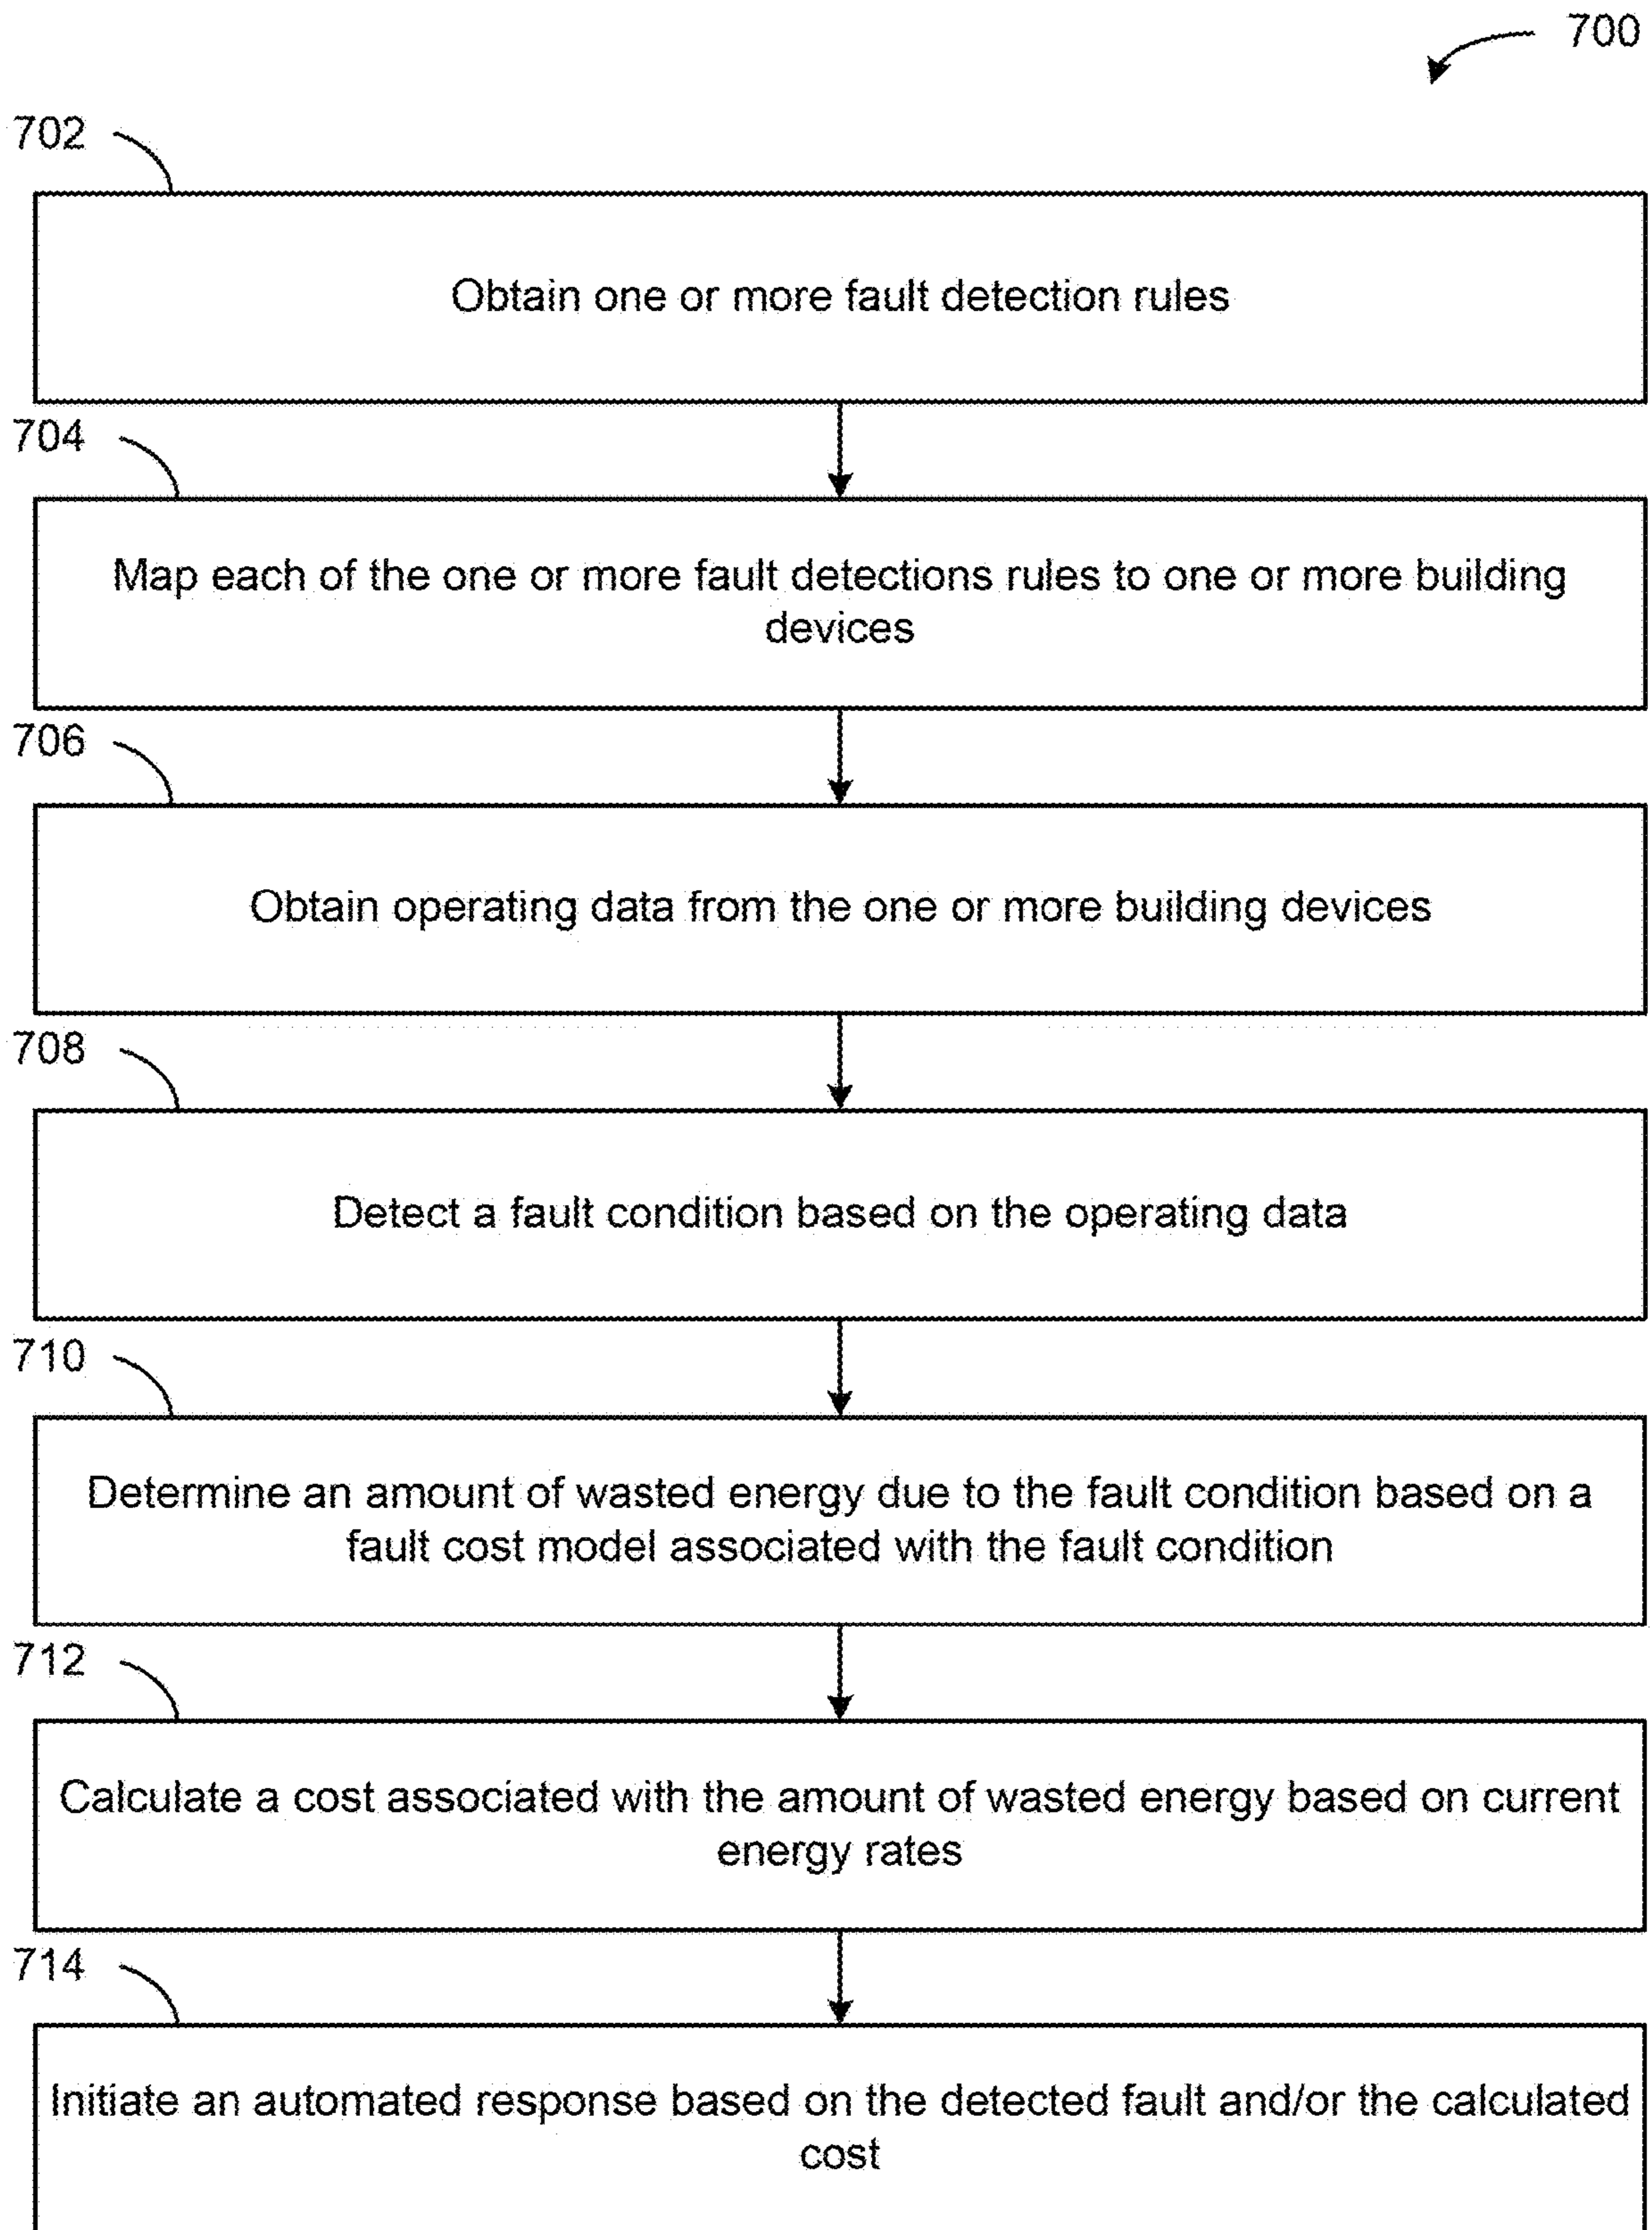 700
702
Obtain one or more fault detection rules
704
Map each of the one or more fault detections rules to one or more building
devices
706
Obtain operating data from the one or more building devices
708
Detect a fault condition based on the operating data
710
Determine an amount of wasted energy due to the fault condition based on a
fault cost model associated with the fault condition
712
Calculate a cost associated with the amount of wasted energy based on current
energy rates
714
Initiate an automated response based on the detected fault and/or the calculated
cost